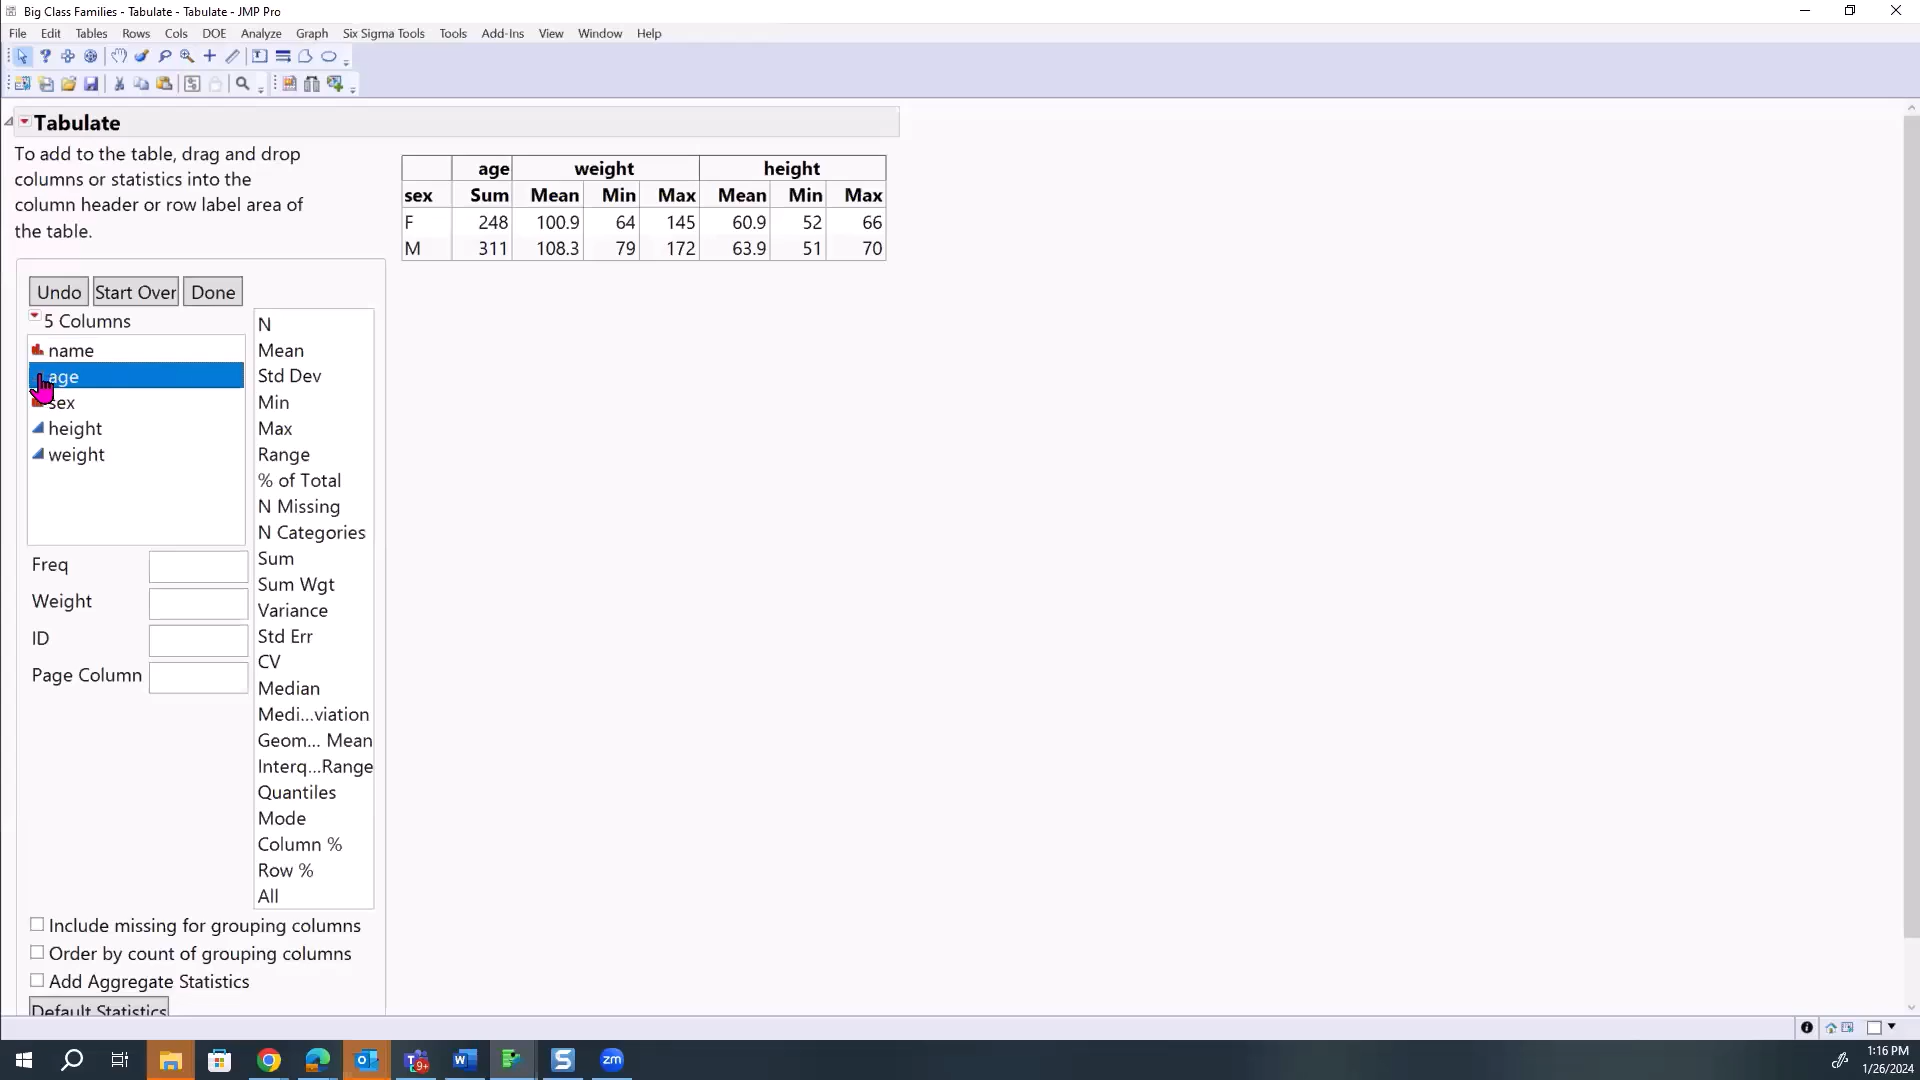 Big Class Families - Tabulate - Tabulate - JMP Pro
File Edit Tables Rows Cols DOE Analyze Graph Six Sigma Tools Tools Add-Ins View Window Help
Tabulate
To add to the table, drag and drop
columns or statistics into the
column header or row label area of
the table.
age weight height
sex Sum Mean Min Max Mean Min Max
F 248 100.9 64 145 60.9 52 66
M 311 108.3 79 172 63.9 51 70
Undo Start Over Done
5 Columns
name
age
sex
height
weight
N
Mean
Std Dev
Min
Max
Range
% of Total
N Missing
N Categories
Sum
Sum Wgt
Variance
Std Err
CV
Median
Medi...viation
Geom... Mean
Interq...Range
Quantiles
Mode
Column %
Row %
All
Freq
Weight
ID
Page Column
Include missing for grouping columns
Order by count of grouping columns
Add Aggregate Statistics
Default Statistics
9+
W
S
zm
1:16 PM
1/26/2024